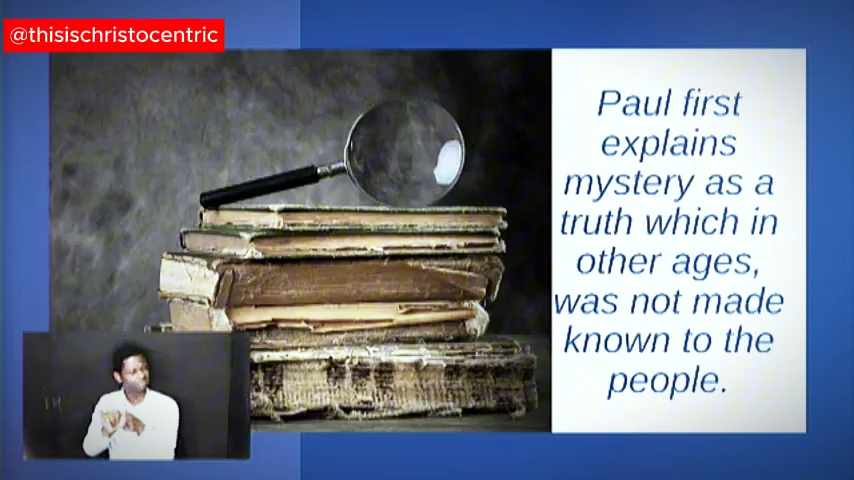 @thisischristocentric
Paul first
explains
mystery as a
truth which in
other ages,
was not made
known to the
people.